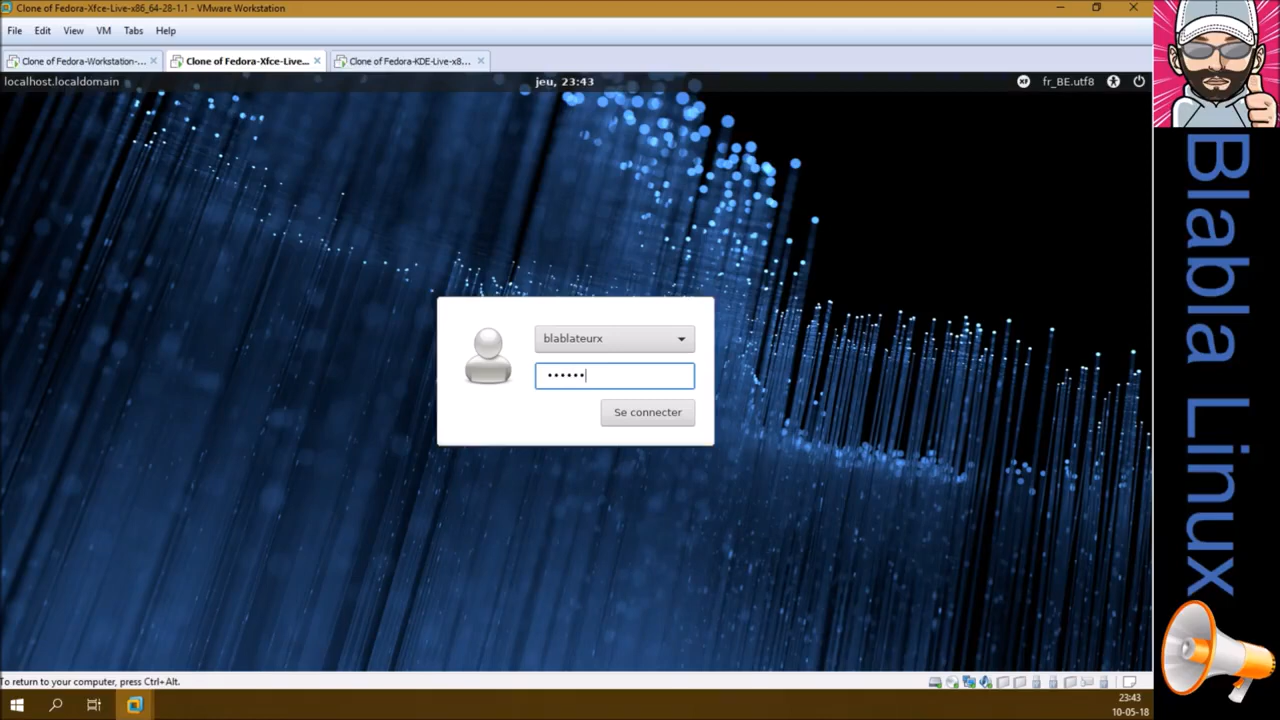 Clone of Fedora-Xfce-Live-x86_64-28-1.1 - VMware Workstation
File Edit View VM Tabs Help
Clone of Fedora-Workstation-... Clone of Fedora-Xfce-Live... Clone of Fedora-KDE-Live-x8...
localhost.localdomain jeu, 23:43 fr_BE.utf8
blablateurx
Se connecter
To return to your computer, press Ctrl+Alt.
23:43
10-05-18
Blabla Linux